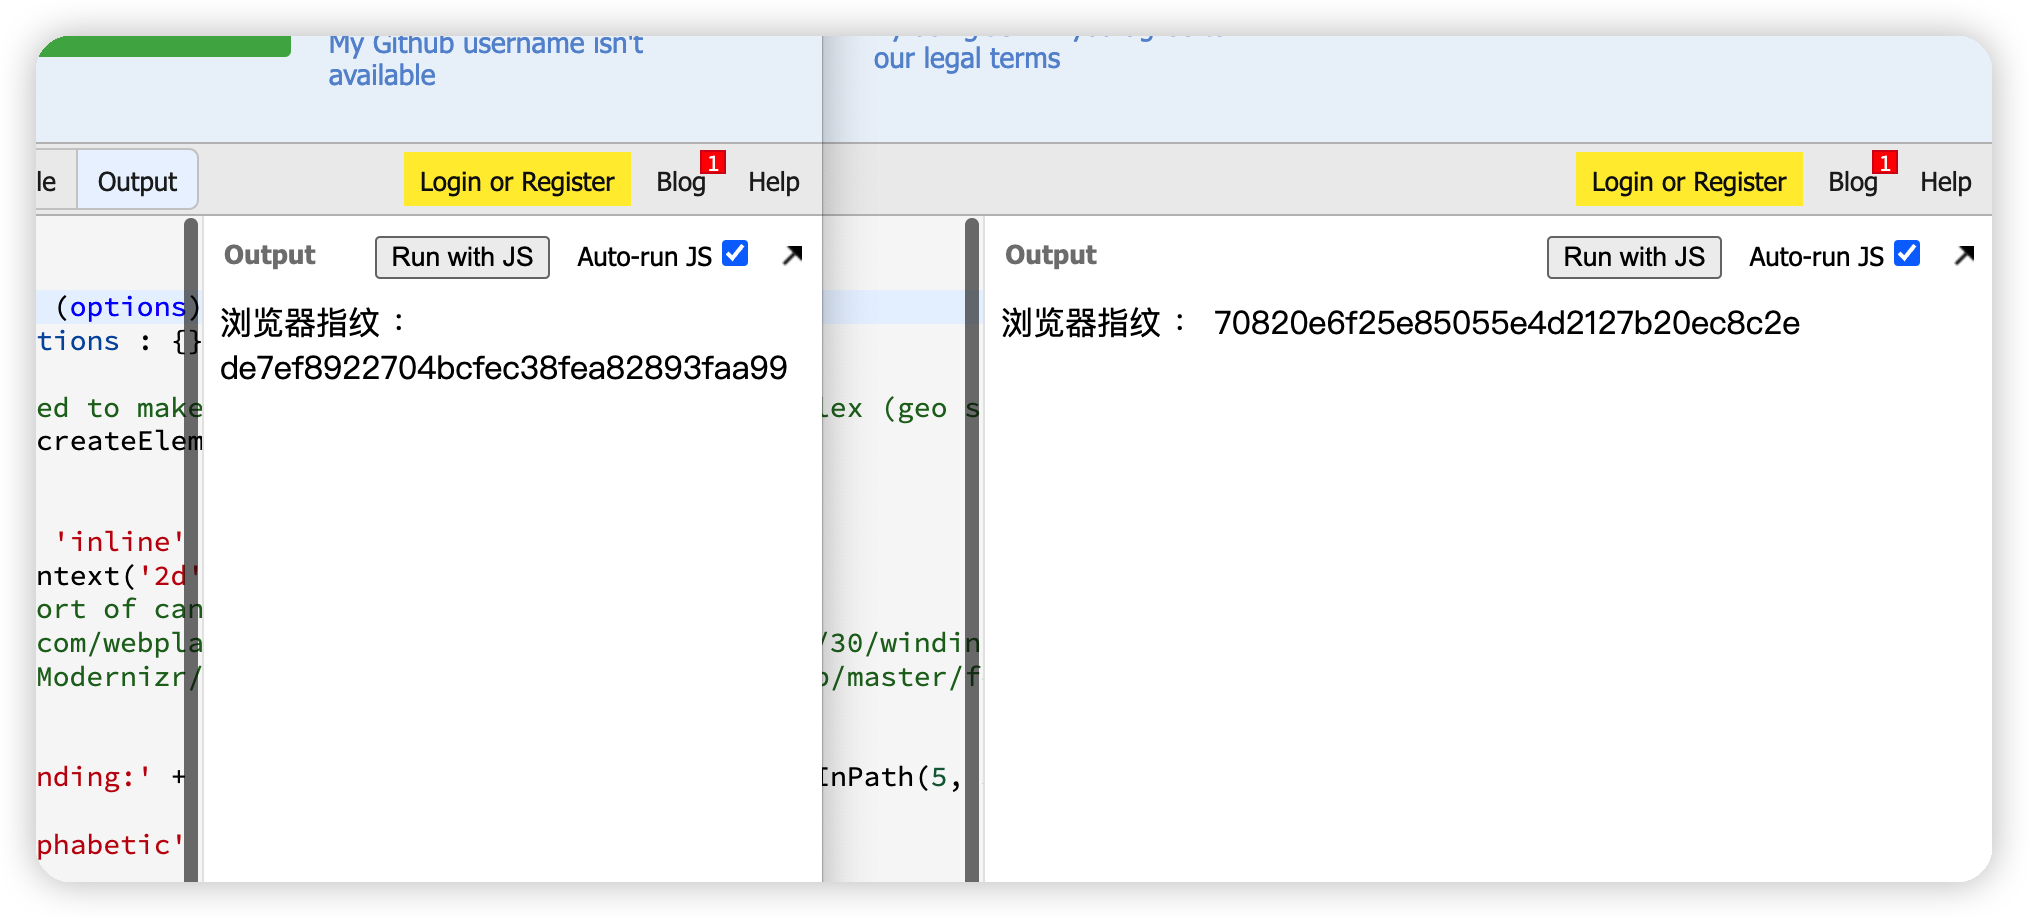 My Github username isn't
available
our legal terms
le
Output
Login or Register
Blog
1
Help
Login or Register
Blog
1
Help
Output
Run with JS
Auto-run JS
Output
Run with JS
Auto-run JS
(options)
tions : {}
ed to make
createElem
'inline'
ntext('2d'
ort of can
com/webpla
Modernizr/
nding:' +
phabetic'
浏览器指纹：
de7ef8922704bcfec38fea82893faa99
lex (geo s
/30/windin
/master/f
InPath(5,
浏览器指纹： 70820e6f25e85055e4d2127b20ec8c2e